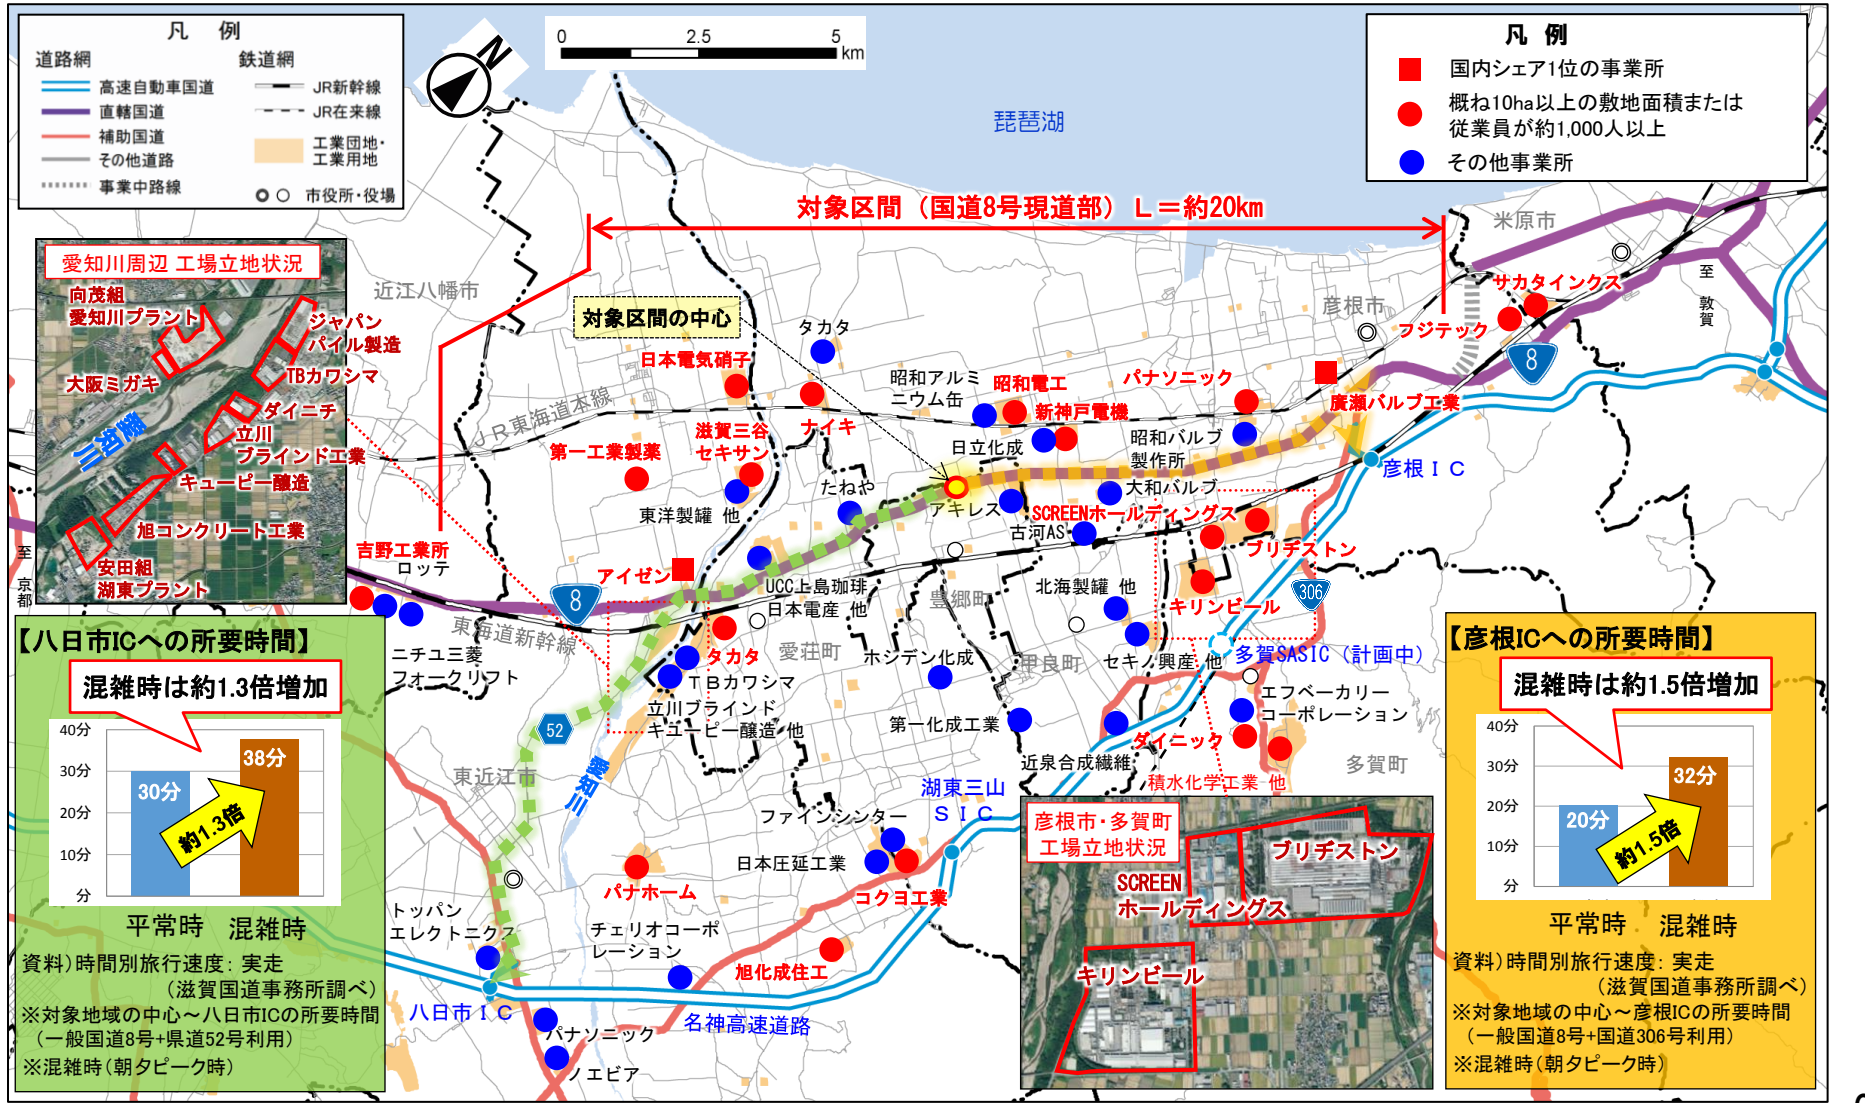 凡　例
道路網
鉄道網
高速自動車国道
直轄国道
補助国道
その他道路
事業中路線
JR新幹線
JR在来線
工業団地・
工業用地
市役所・役場
N
0
2.5
5
km
琵琶湖
凡 例
国内シェア1位の事業所
概ね10ha以上の敷地面積または
従業員が約1,000人以上
その他事業所
対象区間（国道8号現道部）L＝約20km
対象区間の中心
近江八幡市
彦根市
米原市
至
敦賀
愛知川周辺 工場立地状況
向茂組
愛知川プラント
ジャパン
パイル製造
大阪ミガキ
TBカワシマ
ダイニチ
立川
ブラインド工業
キューピー醸造
愛知川
旭コンクリート工業
安田組
湖東プラント
至
京都
サカタインクス
フジテック
8
タカタ
日本電気硝子
ナイキ
昭和アルミ
ニウム缶
昭和電工
新神戸電機
パナソニック
廣瀬バルブ工業
JR東海道本線
第一工業製薬
滋賀三谷
セキサン
東洋製罐 他
たねや
日立化成
昭和バルブ
製作所
大和バルブ
彦根ＩＣ
アキレス
SCREENホールディングス
古河AS
ブリヂストン
吉野工業所
ロッテ
アイゼン
8
UCC上島珈琲
日本電産 他
豊郷町
北海製罐 他
キリンビール
306
東海道新幹線
ニチユ三菱
フォークリフト
タカタ
愛荘町
ホシデン化成
甲良町
セキノ興産 他
多賀SASIC（計画中）
ＴＢカワシマ
立川ブラインド
キユーピー醸造 他
52
第一化成工業
エフベーカリー
コーポレーション
ダイニック
近泉合成繊維
積水化学工業 他
多賀町
東近江市
愛知川
湖東三山
ＳＩＣ
ファインシンター
日本圧延工業
コクヨ工業
パナホーム
トッパン
エレクトニクス
チェリオコーポ
レーション
旭化成住工
八日市ＩＣ
名神高速道路
パナソニック
ノエビア
【八日市ICへの所要時間】
混雑時は約1.3倍増加
40分
30分
20分
10分
分
30分
38分
約1.3倍
平常時
混雑時
資料）時間別旅行速度：実走
（滋賀国道事務所調べ）
※対象地域の中心～八日市ICの所要時間
（一般国道8号+県道52号利用）
※混雑時（朝夕ピーク時）
彦根市・多賀町
工場立地状況
ブリヂストン
SCREEN
ホールディングス
キリンビール
【彦根ICへの所要時間】
混雑時は約1.5倍増加
40分
30分
20分
10分
分
20分
32分
約1.5倍
平常時
混雑時
資料）時間別旅行速度：実走
（滋賀国道事務所調べ）
※対象地域の中心～彦根ICの所要時間
（一般国道8号+国道306号利用）
※混雑時（朝夕ピーク時）